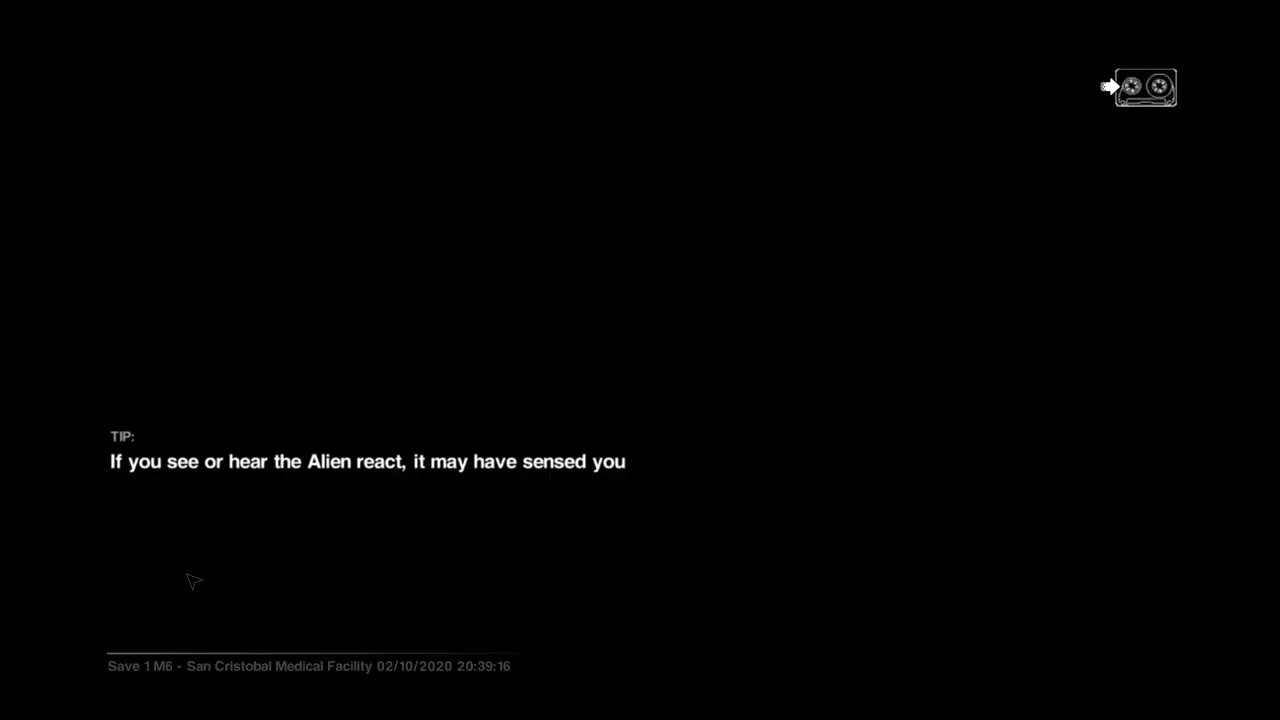 TIP:
If you see or hear the Alien react, it may have sensed you
Save 1 M6 - San Cristobal Medical Facility 02/10/2020 20:39:16